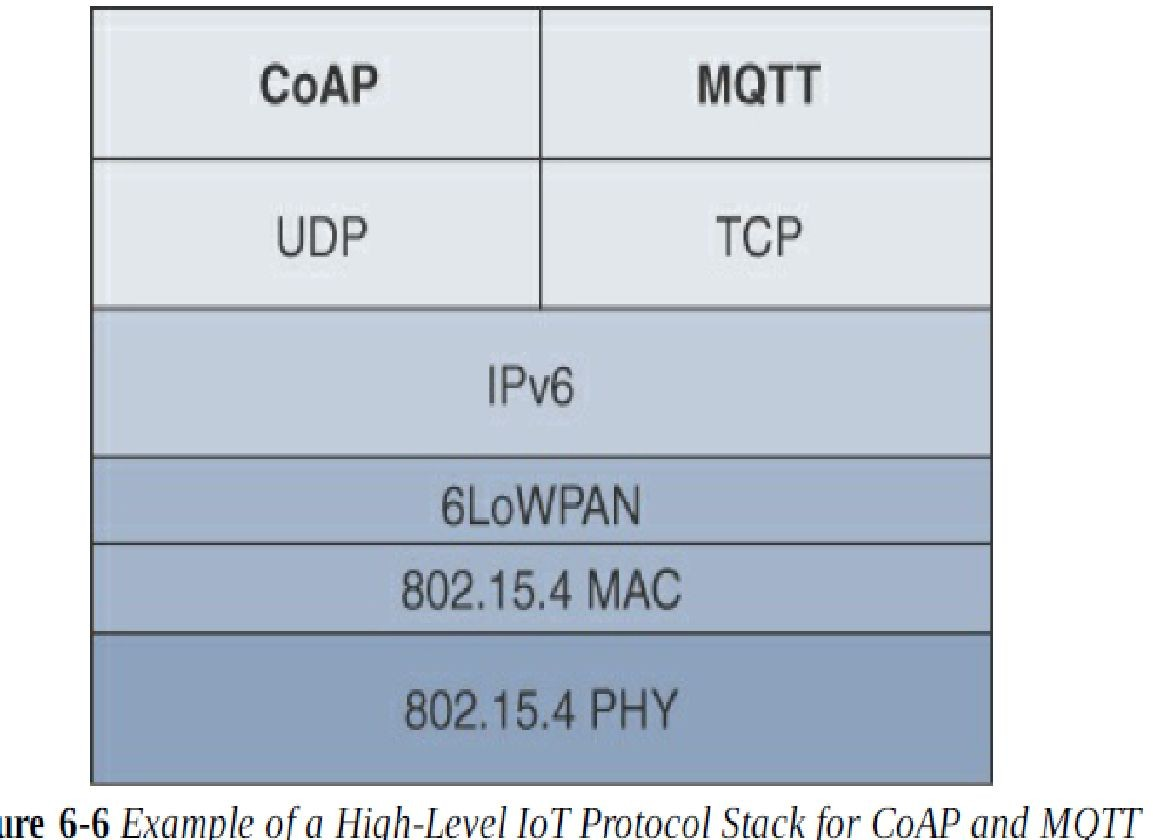 CoAP MQTT
UDP TCP
IPv6
6LoWPAN
802.15.4 MAC
802.15.4 PHY
ure 6-6 Example of a High-Level IoT Protocol Stack for CoAP and MQTT